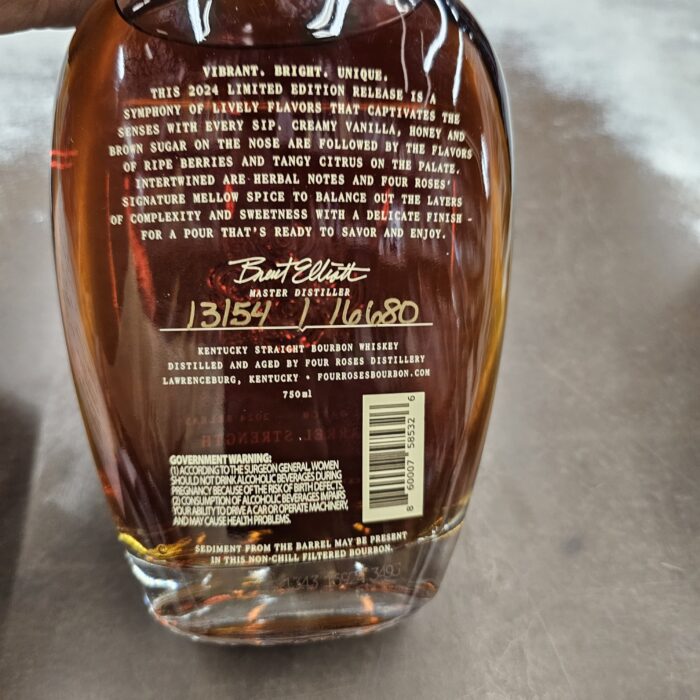 VIBRANT. BRIGHT. UNIQUE.
THIS 2024 LIMITED EDITION RELEASE IS A
SYMPHONY OF LIVELY FLAVORS THAT CAPTIVATES THE
SENSES WITH EVERY SIP. CREAMY VANILLA, HONEY AND
BROWN SUGAR ON THE NOSE ARE FOLLOWED BY THE FLAVORS
OF RIPE BERRIES AND TANGY CITRUS ON THE PALATE.
INTERTWINED ARE HERBAL NOTES AND FOUR ROSES'
SIGNATURE MELLOW SPICE TO BALANCE OUT THE LAYERS
OF COMPLEXITY AND SWEETNESS WITH A DELICATE FINISH -
FOR A POUR THAT'S READY TO SAVOR AND ENJOY.
Brent Elliott
MASTER DISTILLER
13154 / 16680
KENTUCKY STRAIGHT BOURBON WHISKEY
DISTILLED AND AGED BY FOUR ROSES DISTILLERY
LAWRENCEBURG, KENTUCKY • FOURROSESBOURBON.COM
750ml
8 60007 58532 6
GOVERNMENT WARNING:
(1) ACCORDING TO THE SURGEON GENERAL, WOMEN
SHOULD NOT DRINK ALCOHOLIC BEVERAGES DURING
PREGNANCY BECAUSE OF THE RISK OF BIRTH DEFECTS.
(2) CONSUMPTION OF ALCOHOLIC BEVERAGES IMPAIRS
YOUR ABILITY TO DRIVE A CAR OR OPERATE MACHINERY,
AND MAY CAUSE HEALTH PROBLEMS.
SEDIMENT FROM THE BARREL MAY BE PRESENT
IN THIS NON-CHILL FILTERED BOURBON.